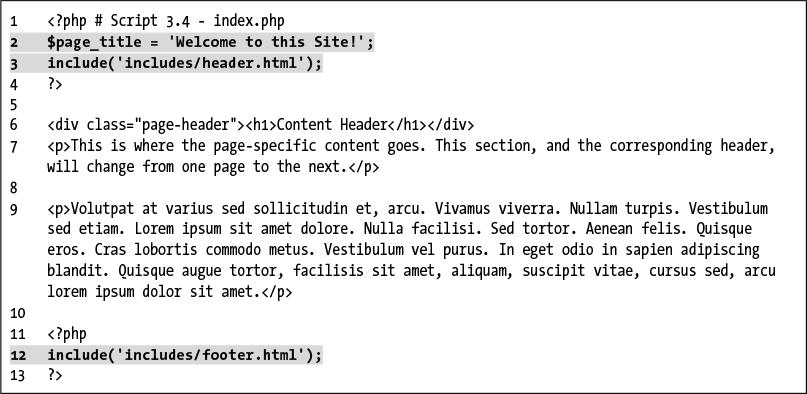 1 <?php # Script 3.4 - index.php
2 $page_title = 'Welcome to this Site!';
3 include('includes/header.html');
4 ?>
5
6 <div class="page-header"><h1>Content Header</h1></div>
7 <p>This is where the page-specific content goes. This section, and the corresponding header,
will change from one page to the next.</p>
8
9 <p>Volutpat at varius sed sollicitudin et, arcu. Vivamus viverra. Nullam turpis. Vestibulum
sed etiam. Lorem ipsum sit amet dolore. Nulla facilisi. Sed tortor. Aenean felis. Quisque
eros. Cras lobortis commodo metus. Vestibulum vel purus. In eget odio in sapien adipiscing
blandit. Quisque augue tortor, facilisis sit amet, aliquam, suscipit vitae, cursus sed, arcu
lorem ipsum dolor sit amet.</p>
10
11 <?php
12 include('includes/footer.html');
13 ?>